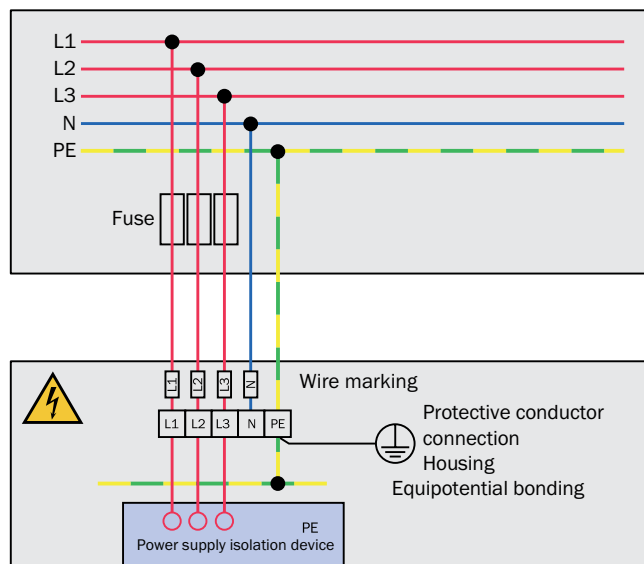 L1
L2
L3
N
PE
Fuse
L1 L2 L3 N
Wire marking
L1 L2 L3 N PE
Protective conductor
connection
Housing
Equipotential bonding
PE
Power supply isolation device